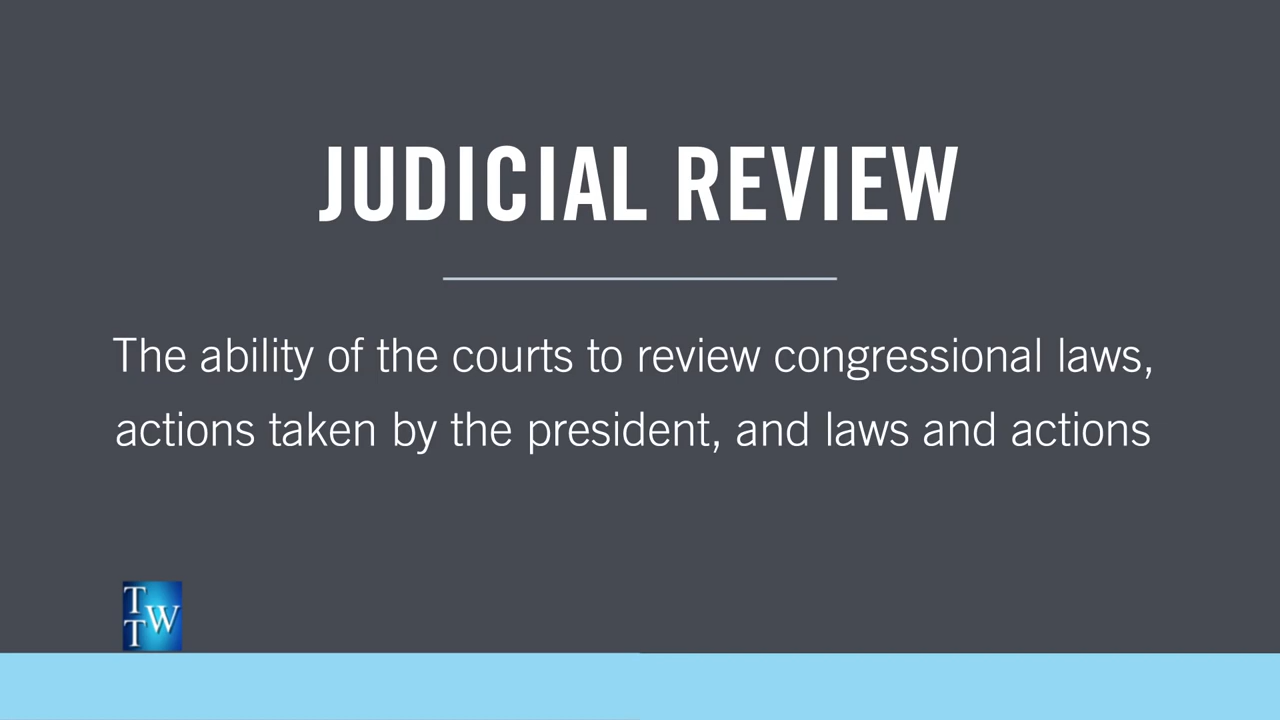 JUDICIAL REVIEW
The ability of the courts to review congressional laws,
actions taken by the president, and laws and actions
TTW